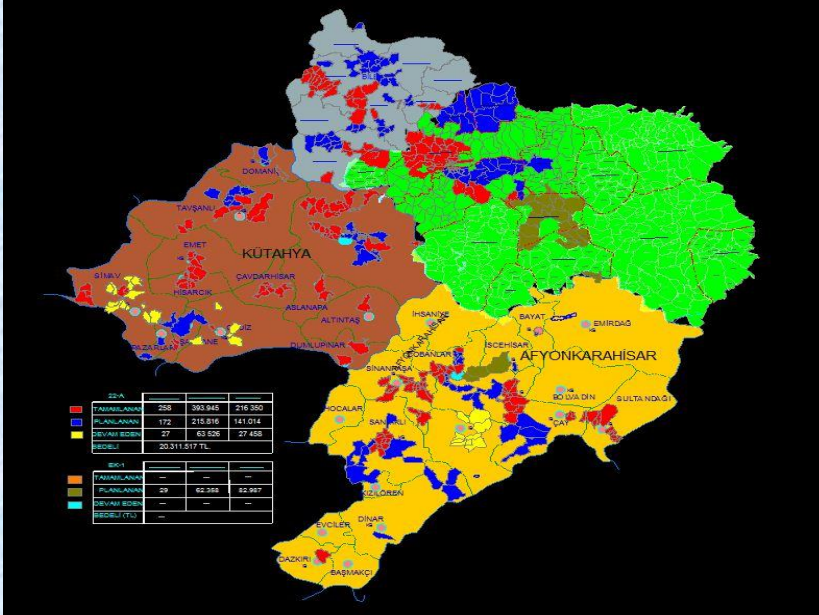 BİLE
DOMANİ
TAVŞANLI
EMET
KÜTAHYA
SİMAV
ÇAVDARHİSAR
HİSARCIK
ASLANAPA
ALTINTAŞ
DUMLUPINAR
İHSANİYE
BAYAT
EMİRDAĞ
İSCEHİSAR
AFYONKARAHİSAR
ÇOBANLAR
SİNANPAŞA
BOLVADİN
SULTANDAĞI
HOCALAR
SANDIKLI
ÇAY
KIZILÖREN
DİNAR
EVCİLER
DAZKIRI
BAŞMAKÇI
22-A
TAMAMLANAN 258 393.945 216 350
PLANLANAN 172 215.816 141.014
DEVAM EDEN 27 63 526 27 458
BEDELİ 20.311.517 TL.
EK-1
TAMAMLANAN — — —
PLANLANAN 29 62.358 82.987
DEVAM EDEN — — —
BEDELİ (TL) —